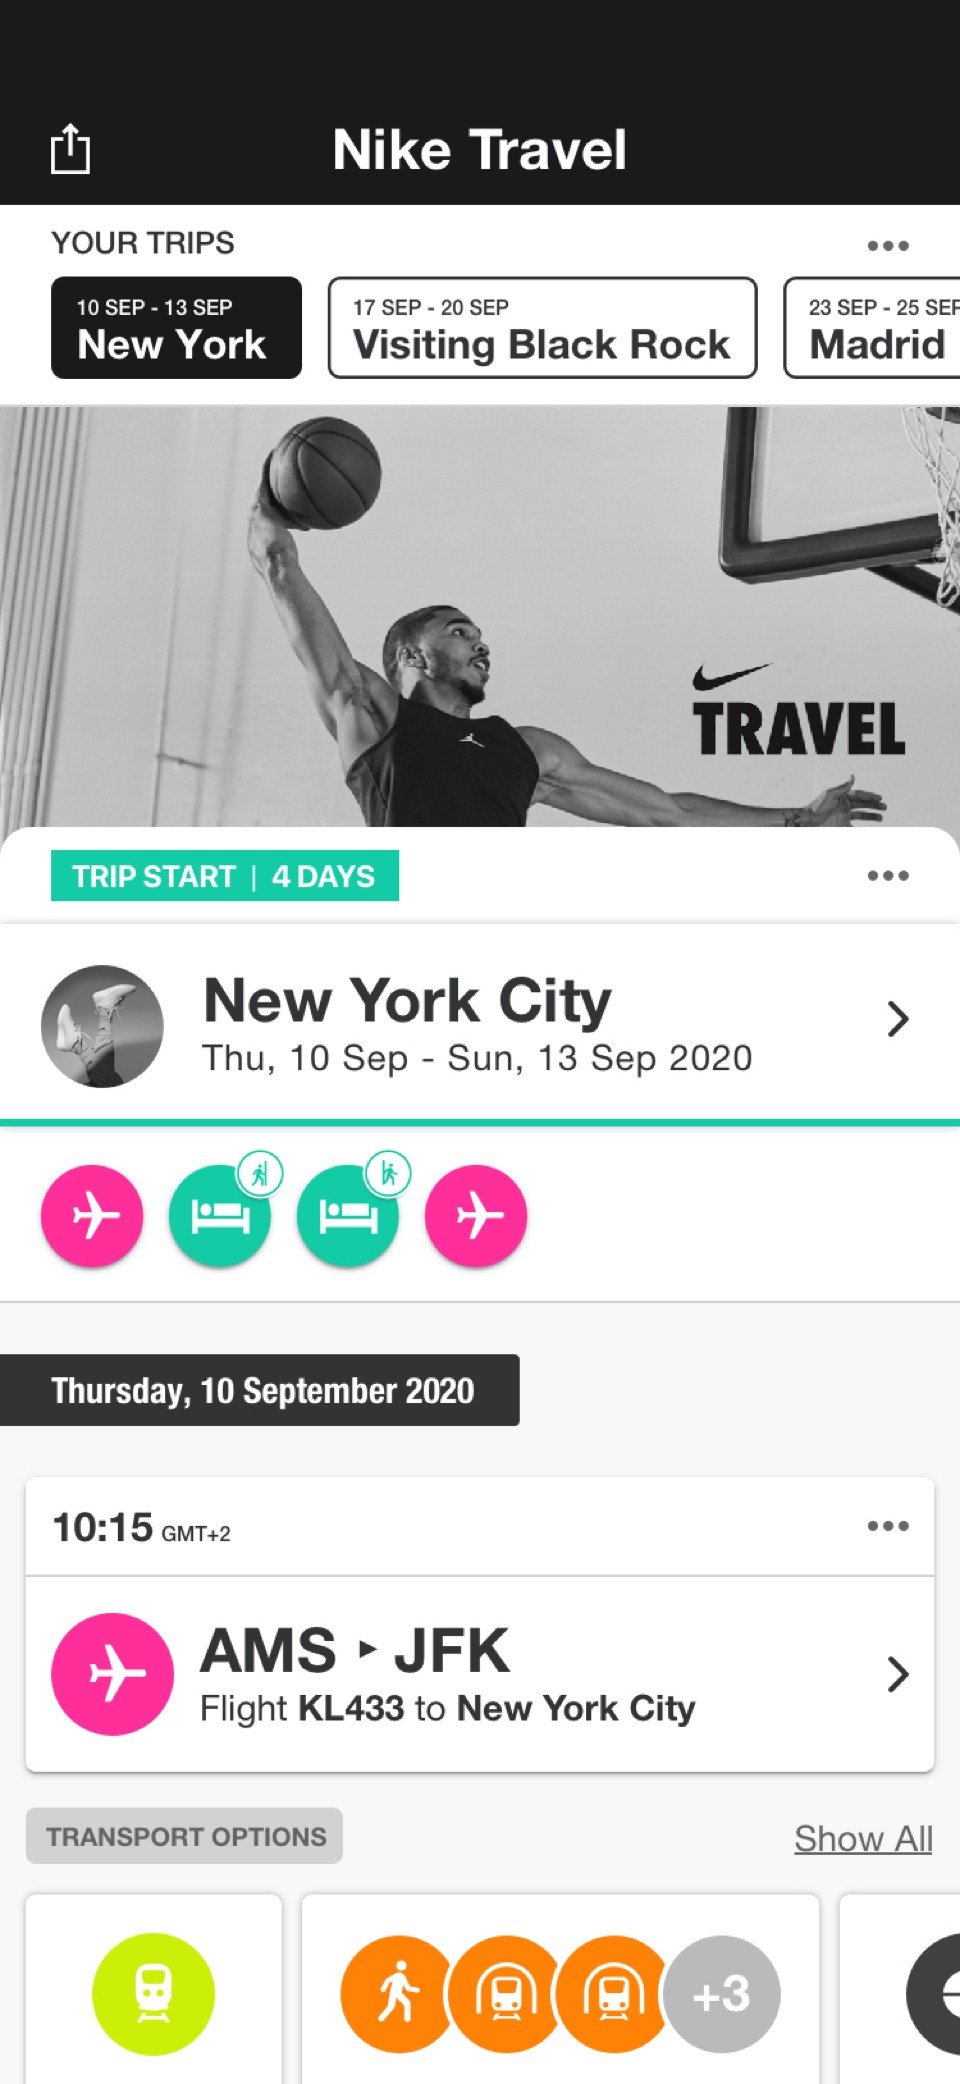 Nike Travel
YOUR TRIPS
10 SEP - 13 SEP
New York
17 SEP - 20 SEP
Visiting Black Rock
23 SEP - 25 SEP
Madrid
TRAVEL
TRIP START | 4 DAYS
New York City
Thu, 10 Sep - Sun, 13 Sep 2020
Thursday, 10 September 2020
10:15 GMT+2
AMS ▸ JFK
Flight KL433 to New York City
TRANSPORT OPTIONS
Show All
+3